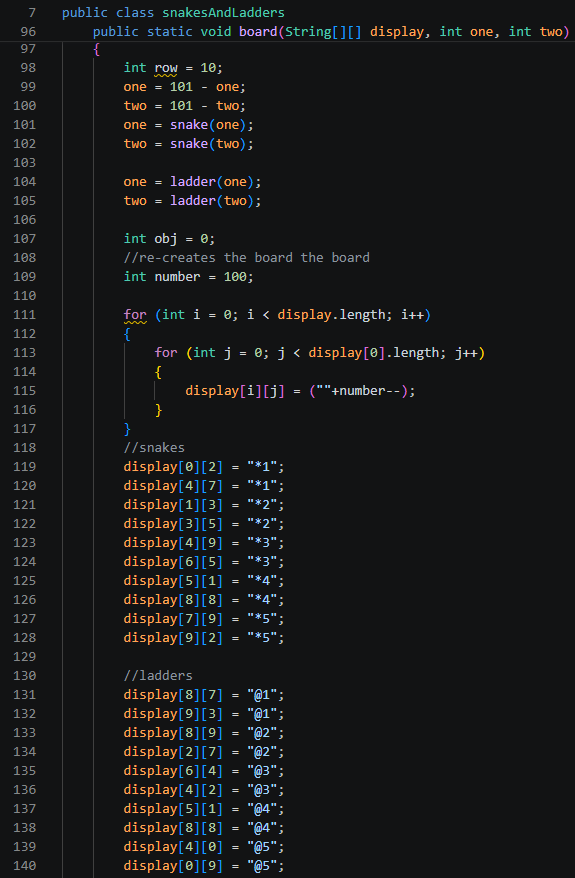 7 public class snakesAndLadders
96 public static void board(String[][] display, int one, int two)
97 {
98 int row = 10;
99 one = 101 - one;
100 two = 101 - two;
101 one = snake(one);
102 two = snake(two);
103
104 one = ladder(one);
105 two = ladder(two);
106
107 int obj = 0;
108 //re-creates the board the board
109 int number = 100;
110
111 for (int i = 0; i < display.length; i++)
112 {
113 for (int j = 0; j < display[0].length; j++)
114 {
115 display[i][j] = (""+number--);
116 }
117 }
118 //snakes
119 display[0][2] = "*1";
120 display[4][7] = "*1";
121 display[1][3] = "*2";
122 display[3][5] = "*2";
123 display[4][9] = "*3";
124 display[6][5] = "*3";
125 display[5][1] = "*4";
126 display[8][8] = "*4";
127 display[7][9] = "*5";
128 display[9][2] = "*5";
129
130 //ladders
131 display[8][7] = "@1";
132 display[9][3] = "@1";
133 display[8][9] = "@2";
134 display[2][7] = "@2";
135 display[6][4] = "@3";
136 display[4][2] = "@3";
137 display[5][1] = "@4";
138 display[8][8] = "@4";
139 display[4][0] = "@5";
140 display[0][9] = "@5";